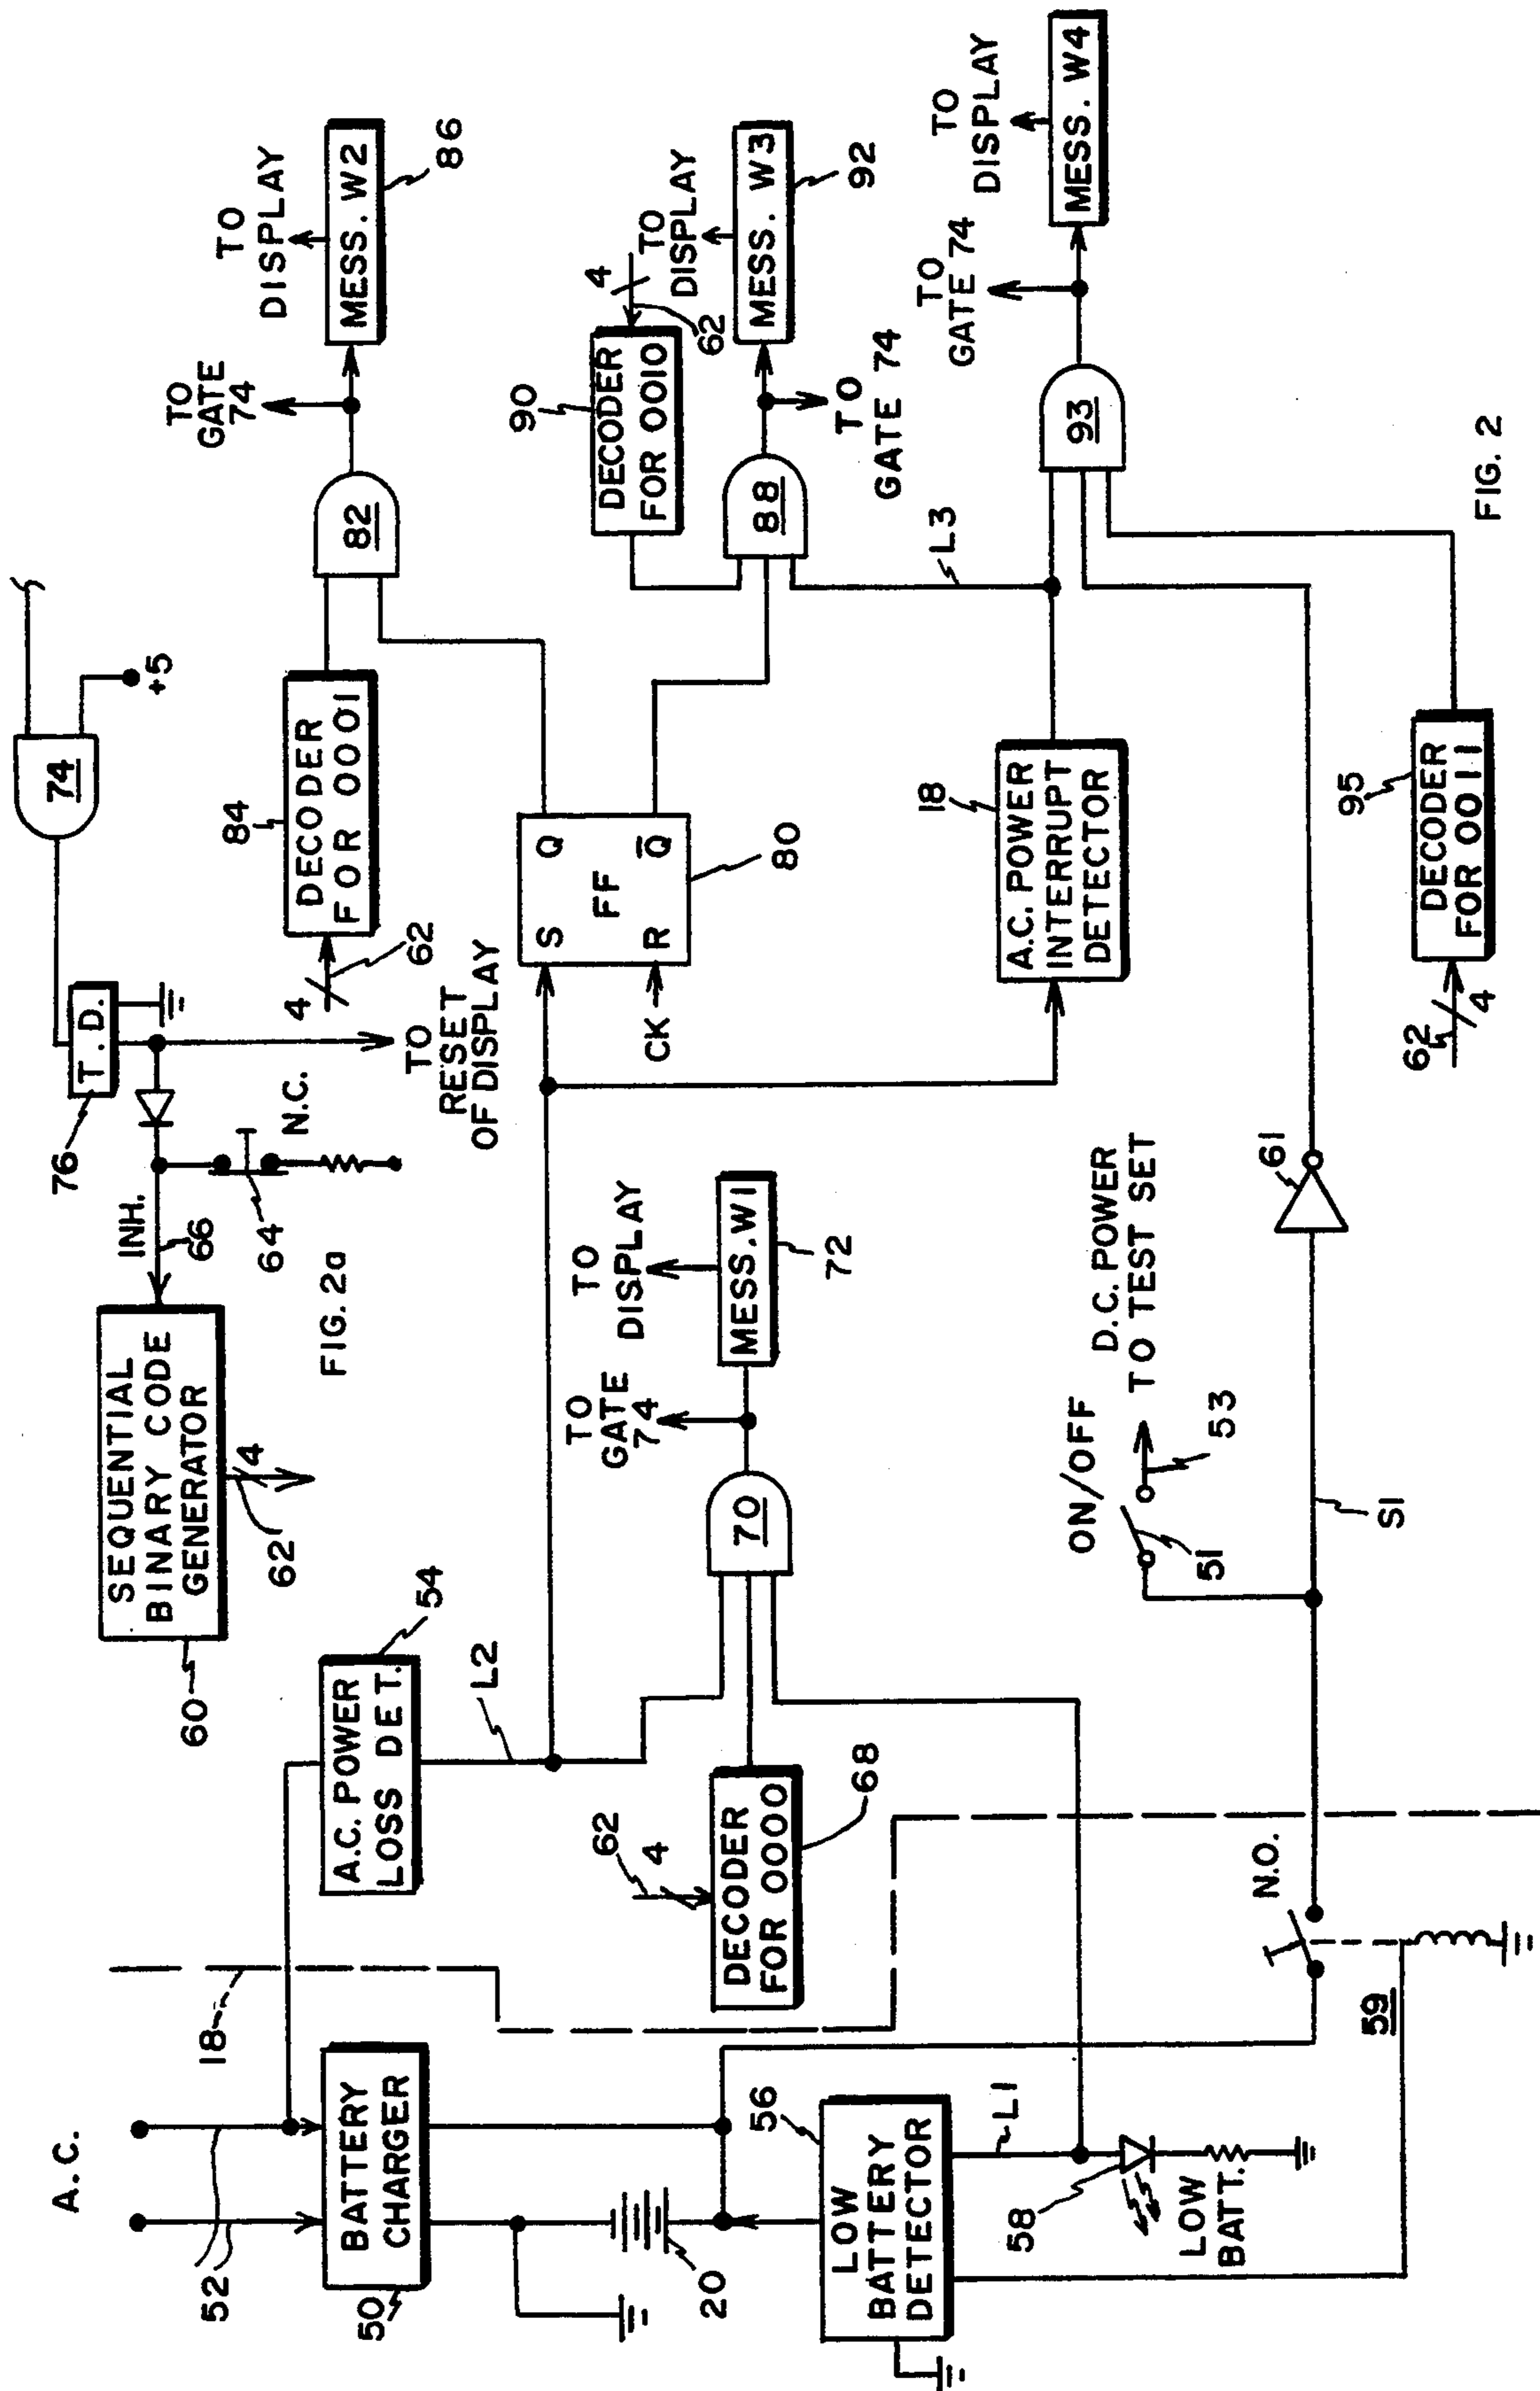 A.C.
52
18
BATTERY
CHARGER
50
20
56
LOW
BATTERY
DETECTOR
L1
58
LOW
BATT.
59
N.O.
A.C. POWER
LOSS DET.
54
L2
62
4
DECODER
FOR 0000
68
70
TO
GATE
74
TO
DISPLAY
MESS. W1
72
ON/OFF
51
53
D.C. POWER
TO TEST SET
S1
61
SEQUENTIAL
BINARY CODE
GENERATOR
60
62
4
INH.
66
64
N.C.
76
T.D.
74
+5
TO
RESET
OF DISPLAY
FIG. 2a
84
DECODER
FOR 0001
4
62
82
TO
GATE
74
TO
DISPLAY
MESS. W2
86
S
Q
FF
R
Q̅
CK
80
90
DECODER
FOR 0010
4
62
88
TO
DISPLAY
MESS. W3
92
TO
GATE 74
L3
18
A.C. POWER
INTERRUPT
DETECTOR
93
TO
GATE 74
TO
DISPLAY
MESS. W4
95
DECODER
FOR 0011
62
4
FIG. 2